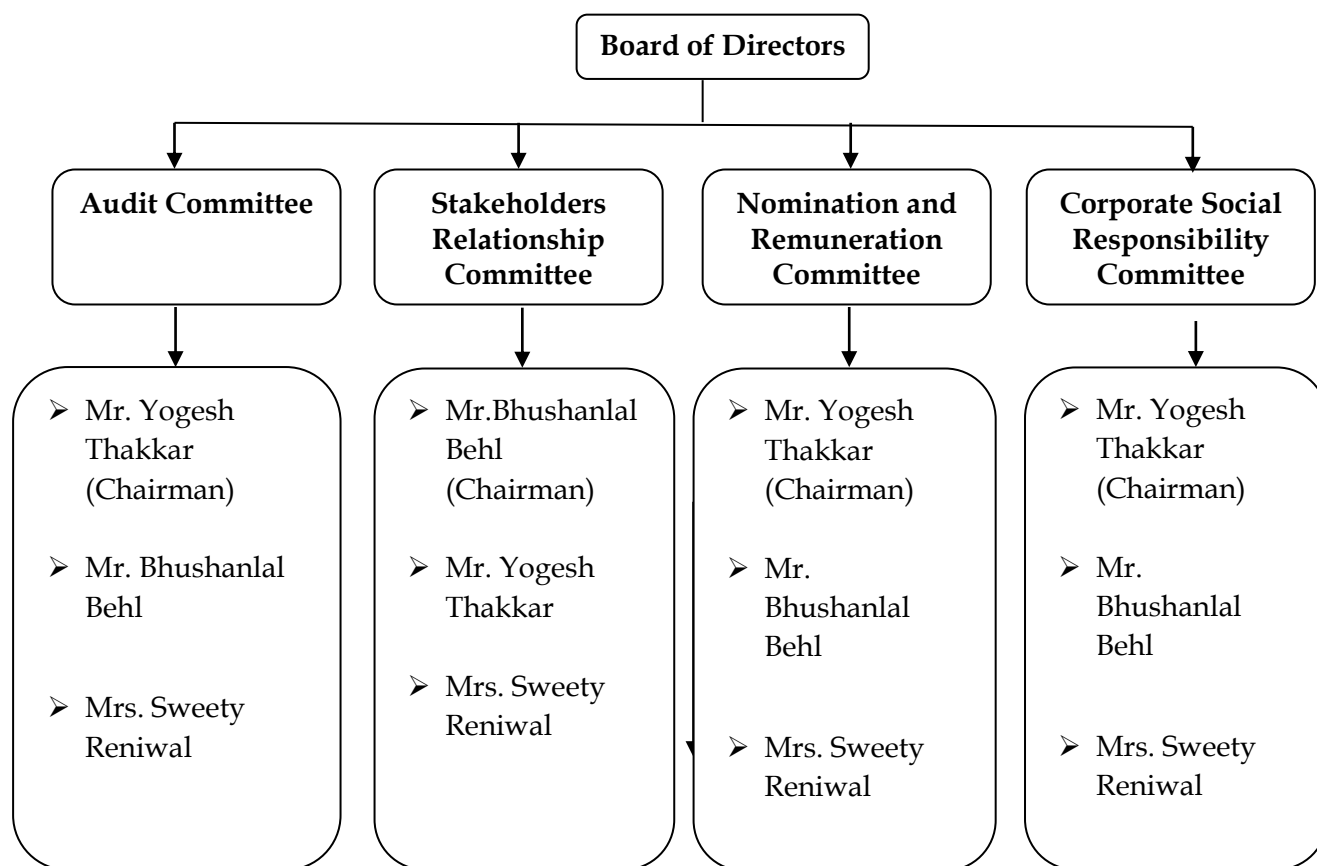 Board of Directors
Audit Committee
Stakeholders
Relationship
Committee
Nomination and
Remuneration
Committee
Corporate Social
Responsibility
Committee
➢ Mr. Yogesh
Thakkar
(Chairman)
➢ Mr. Bhushanlal
Behl
➢ Mrs. Sweety
Reniwal
➢ Mr.Bhushanlal
Behl
(Chairman)
➢ Mr. Yogesh
Thakkar
➢ Mrs. Sweety
Reniwal
➢ Mr. Yogesh
Thakkar
(Chairman)
➢ Mr.
Bhushanlal
Behl
➢ Mrs. Sweety
Reniwal
➢ Mr. Yogesh
Thakkar
(Chairman)
➢ Mr.
Bhushanlal
Behl
➢ Mrs. Sweety
Reniwal